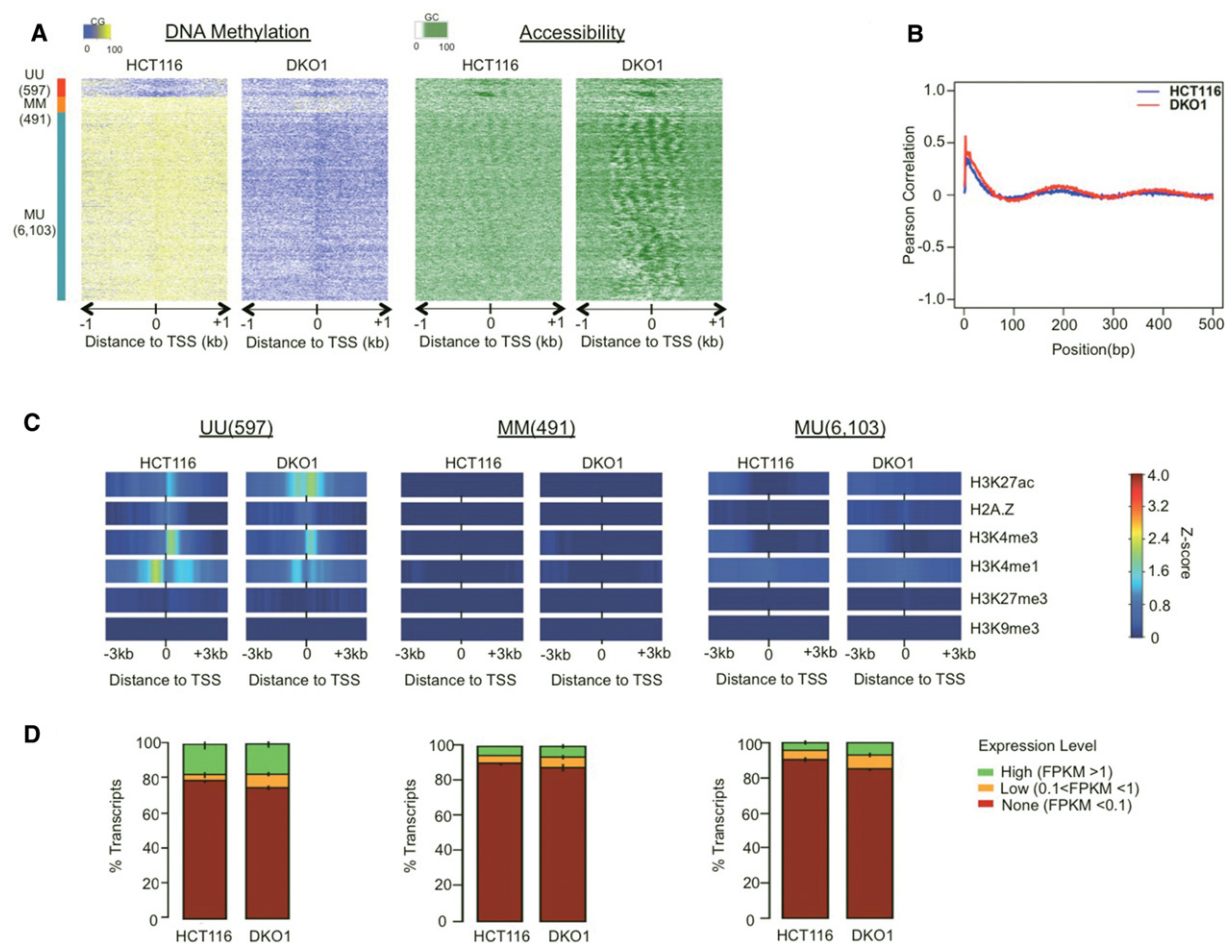 A
CG
0 100
DNA Methylation
HCT116 DKO1
GC
0 100
Accessibility
HCT116 DKO1
UU
(597)
MM
(491)
MU
(6,103)
-1 0 +1
Distance to TSS (kb)
-1 0 +1
Distance to TSS (kb)
-1 0 +1
Distance to TSS (kb)
-1 0 +1
Distance to TSS (kb)
B
HCT116
DKO1
Pearson Correlation
1.0
0.5
0
-0.5
-1.0
0 100 200 300 400 500
Position(bp)
C
UU(597)
HCT116 DKO1
MM(491)
HCT116 DKO1
MU(6,103)
HCT116 DKO1
H3K27ac
H2A.Z
H3K4me3
H3K4me1
H3K27me3
H3K9me3
4.0
3.2
2.4
1.6
0.8
0
Z-score
-3kb 0 +3kb 0 +3kb
Distance to TSS Distance to TSS
-3kb 0 +3kb 0 +3kb
Distance to TSS Distance to TSS
-3kb 0 0 +3kb
Distance to TSS Distance to TSS
D
% Transcripts
100
80
60
40
20
0
HCT116 DKO1
% Transcripts
100
80
60
40
20
0
HCT116 DKO1
% Transcripts
100
80
60
40
20
0
HCT116 DKO1
Expression Level
High (FPKM >1)
Low (0.1<FPKM <1)
None (FPKM <0.1)